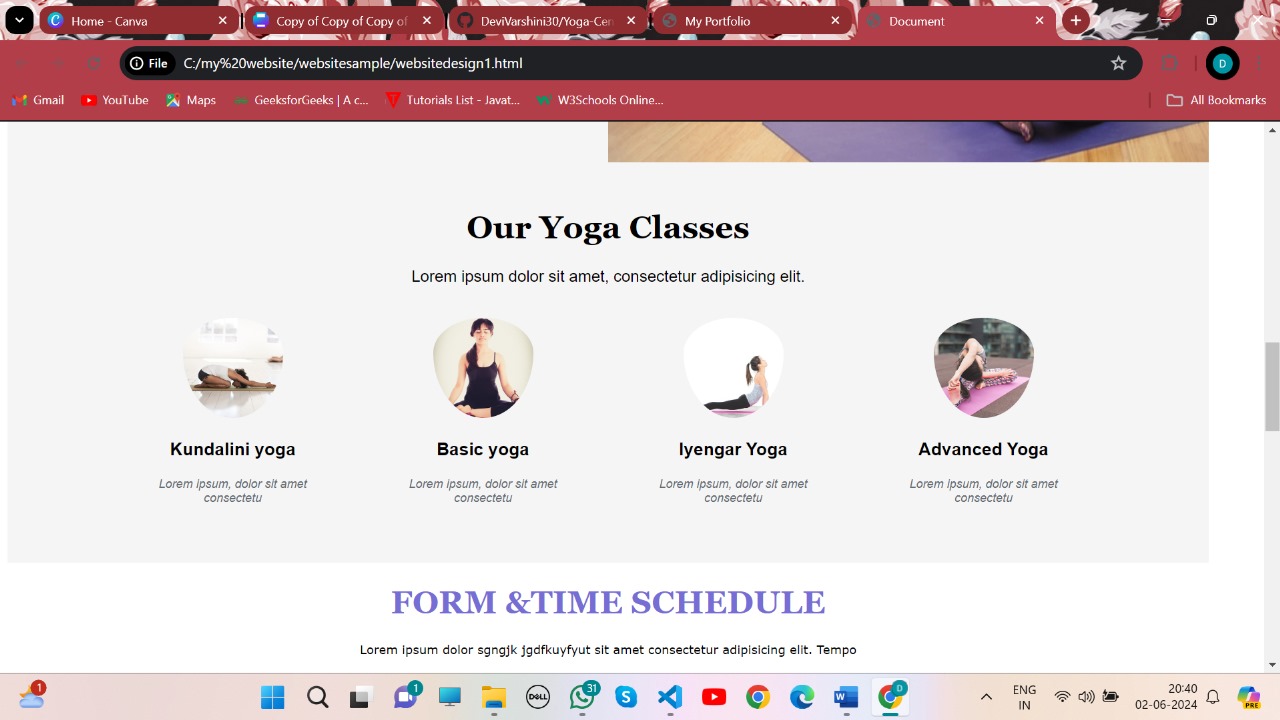 Home - Canva
Copy of Copy of Copy of
DeviVarshini30/Yoga-Cen
My Portfolio
Document
File
C:/my%20website/websitesample/websitedesign1.html
D
Gmail
YouTube
Maps
GeeksforGeeks | A c...
Tutorials List - Javat...
W3Schools Online...
All Bookmarks
Our Yoga Classes
Lorem ipsum dolor sit amet, consectetur adipisicing elit.
Kundalini yoga
Basic yoga
Iyengar Yoga
Advanced Yoga
Lorem ipsum, dolor sit amet
consectetu
Lorem ipsum, dolor sit amet
consectetu
Lorem ipsum, dolor sit amet
consectetu
Lorem ipsum, dolor sit amet
consectetu
FORM &TIME SCHEDULE
Lorem ipsum dolor sgngjk jgdfkuyfyut sit amet consectetur adipisicing elit. Tempo
1
1
DELL
31
D
ENG
IN
20:40
02-06-2024
PRE